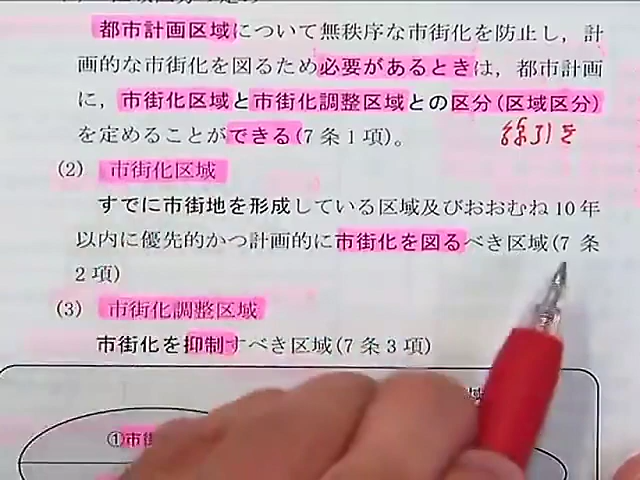 都市計画区域について無秩序な市街化を防止し，計
画的な市街化を図るため必要があるときは，都市計画
に，市街化区域と市街化調整区域との区分（区域区分）
を定めることができる（7条1項）。
線引き
(2) 市街化区域
すでに市街地を形成している区域及びおおむね10年
以内に優先的かつ計画的に市街化を図るべき区域（7条
2項）
(3) 市街化調整区域
市街化を抑制すべき区域（7条3項）
①市街